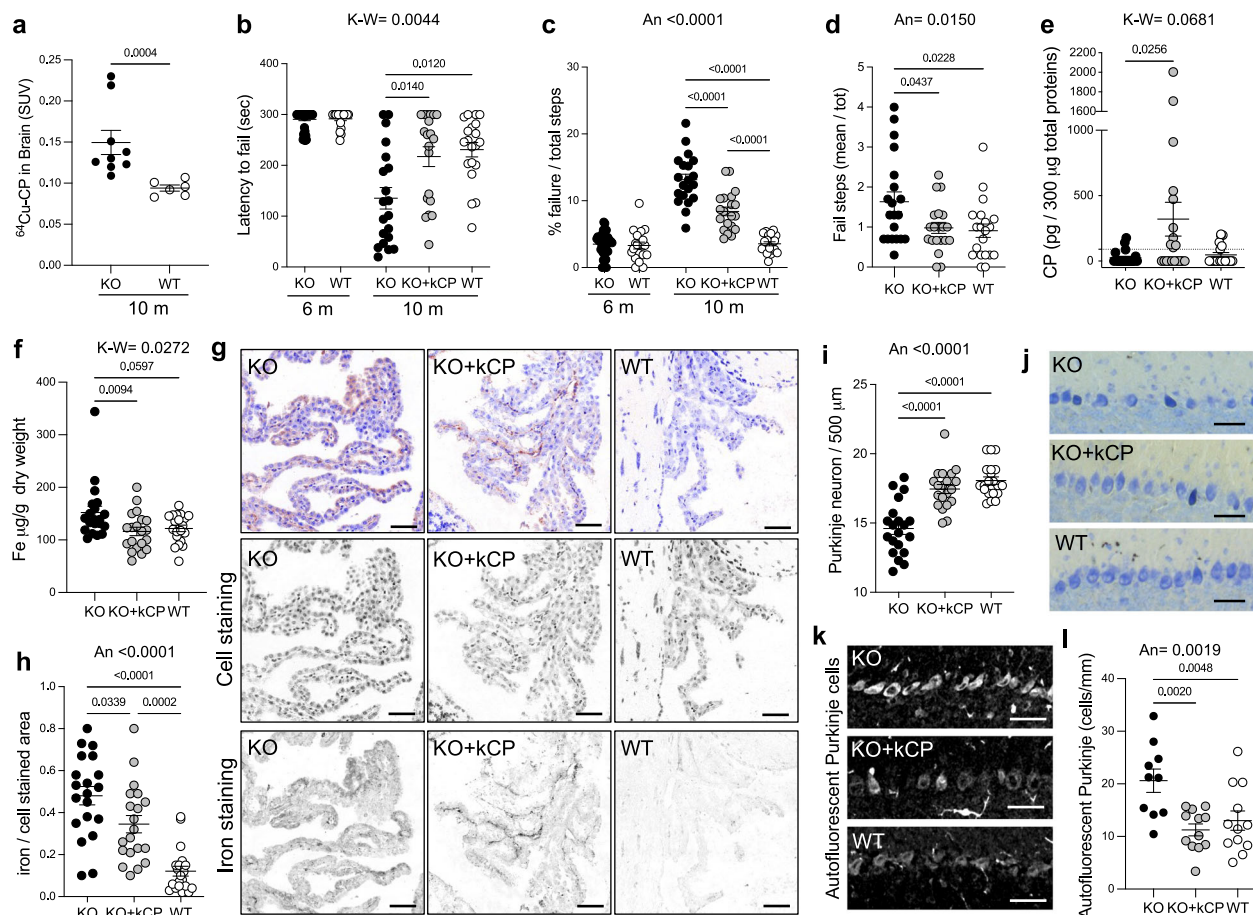 a
0.0004
⁶⁴Cu-CP in Brain (SUV)
0.25
0.20
0.15
0.10
0.05
0.00
KO WT
10 m
b
K-W= 0.0044
0.0120
0.0140
Latency to fail (sec)
400
300
200
100
0
KO WT KO KO+kCP WT
6 m 10 m
c
An <0.0001
<0.0001
<0.0001
<0.0001
% failure / total steps
30
20
10
0
KO WT KO KO+kCP WT
6 m 10 m
d
An= 0.0150
0.0228
0.0437
Fail steps (mean / tot)
5
4
3
2
1
0
KO KO+kCP WT
e
K-W= 0.0681
0.0256
CP (pg / 300 µg total proteins)
2200
2000
1800
1600
1400
1200
1000
500
0
KO KO+kCP WT
f
K-W= 0.0272
0.0597
0.0094
Fe µg/g dry weight
400
300
200
100
0
KO KO+kCP WT
g
KO KO+kCP WT
Cell staining
KO KO+kCP WT
Iron staining
KO KO+kCP WT
h
An <0.0001
<0.0001
0.0339 0.0002
iron / cell stained area
1.0
0.8
0.6
0.4
0.2
0.0
KO KO+kCP WT
i
An <0.0001
<0.0001
<0.0001
Purkinje neuron / 500 µm
25
20
15
10
KO KO+kCP WT
j
KO
KO+kCP
WT
k
Autofluorescent Purkinje cells
KO
KO+kCP
WT
l
An= 0.0019
0.0048
0.0020
Autofluorescent Purkinje (cells/mm)
40
30
20
10
0
KO KO+kCP WT